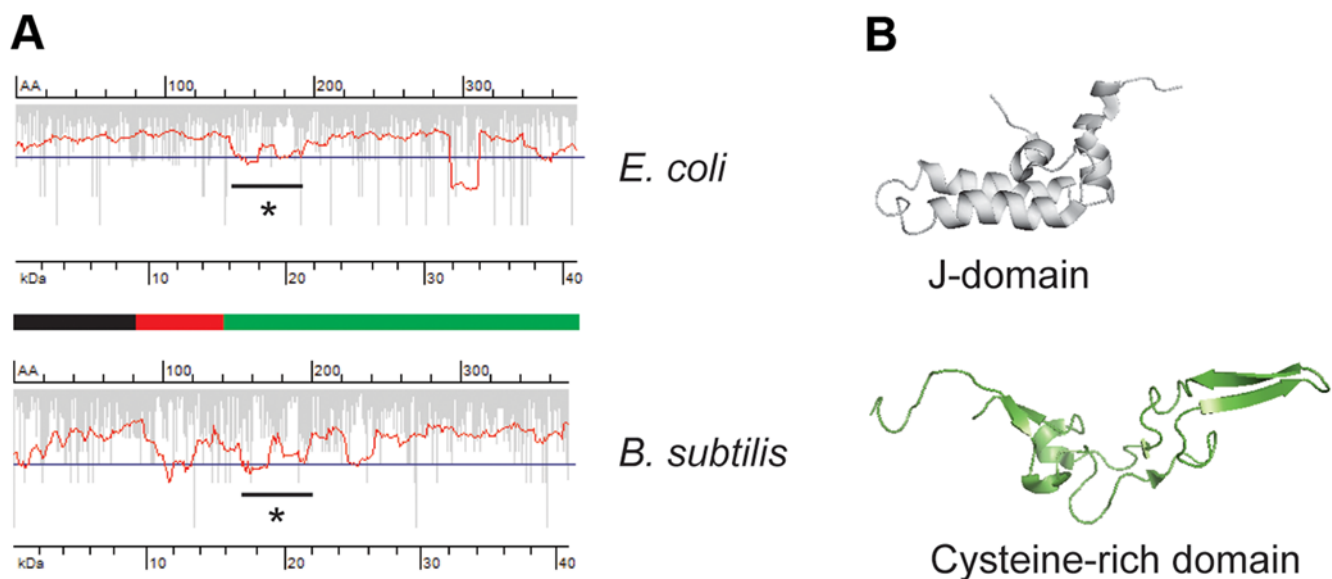 A
AA 100 200 300
*
E. coli
kDa 10 20 30 40
AA 100 200 300
*
B. subtilis
kDa 10 20 30 40
B
J-domain
Cysteine-rich domain